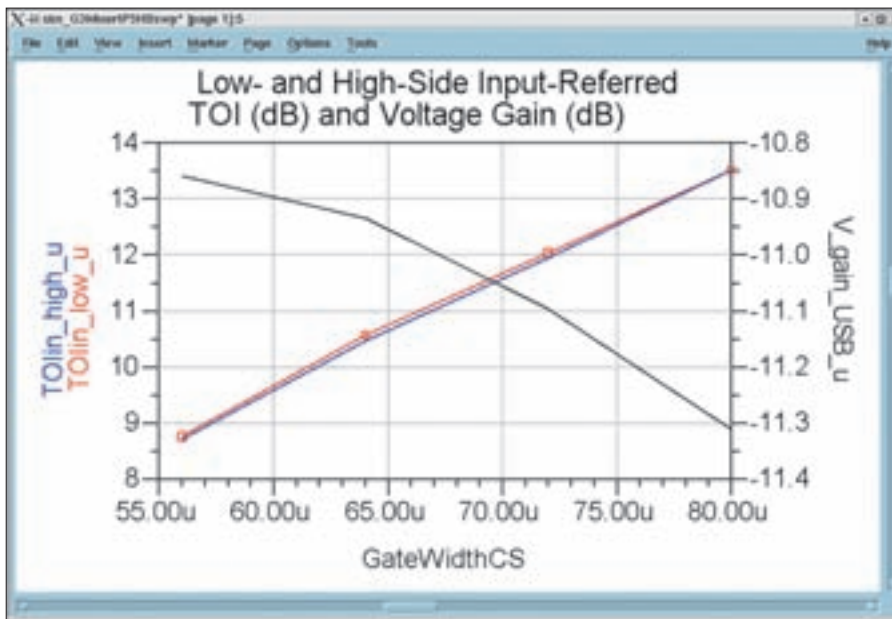 [page 1]:5
File Edit View Insert Marker Page Options Tools Help
Low- and High-Side Input-Referred
TOI (dB) and Voltage Gain (dB)
14
13
12
11
10
9
8
TOIin_high_u
TOIin_low_u
-10.8
-10.9
-11.0
-11.1
-11.2
-11.3
-11.4
V_gain_USB_u
55.00u 60.00u 65.00u 70.00u 75.00u 80.00u
GateWidthCS